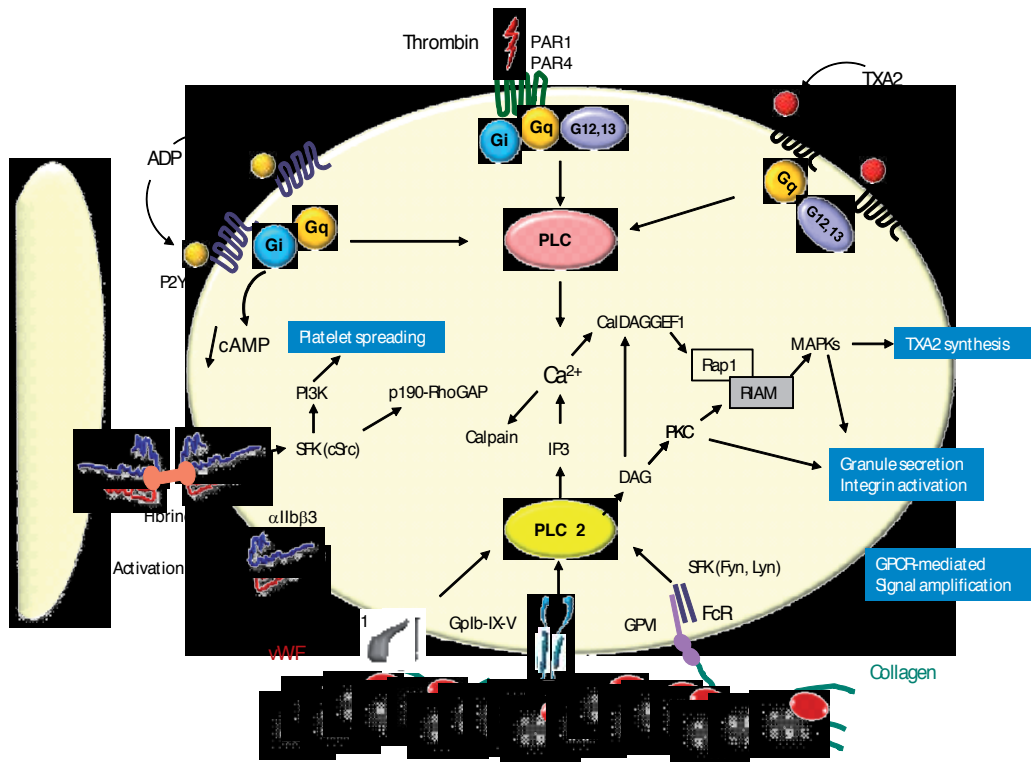 Thrombin
PAR1
PAR4
TXA2
Gi
Gq
G12,13
Gq
G12,13
ADP
Gq
Gi
PLC
P2Y
cAMP
Platelet spreading
CalDAGGEF1
MAPKs
TXA2 synthesis
Rap1
RIAM
Ca2+
PI3K
p190-RhoGAP
Calpain
PKC
SFK (cSrc)
IP3
DAG
Granule secretion
Integrin activation
Fibrin
αIIbβ3
PLC 2
Activation
SFK (Fyn, Lyn)
GPCR-mediated
Signal amplification
1
GpIb-IX-V
GPVI
FcR
vWF
Collagen